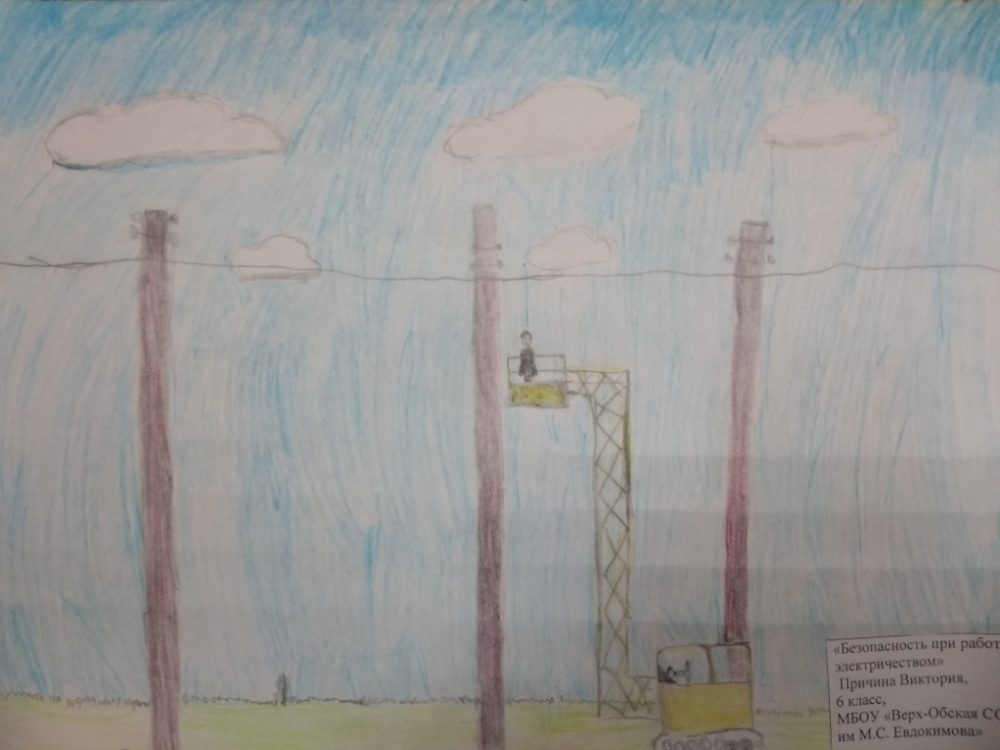 «Безопасность при работ
электричеством»
Причина Виктория,
6 класс,
МБОУ «Верх-Обская СО
им М.С. Евдокимова»